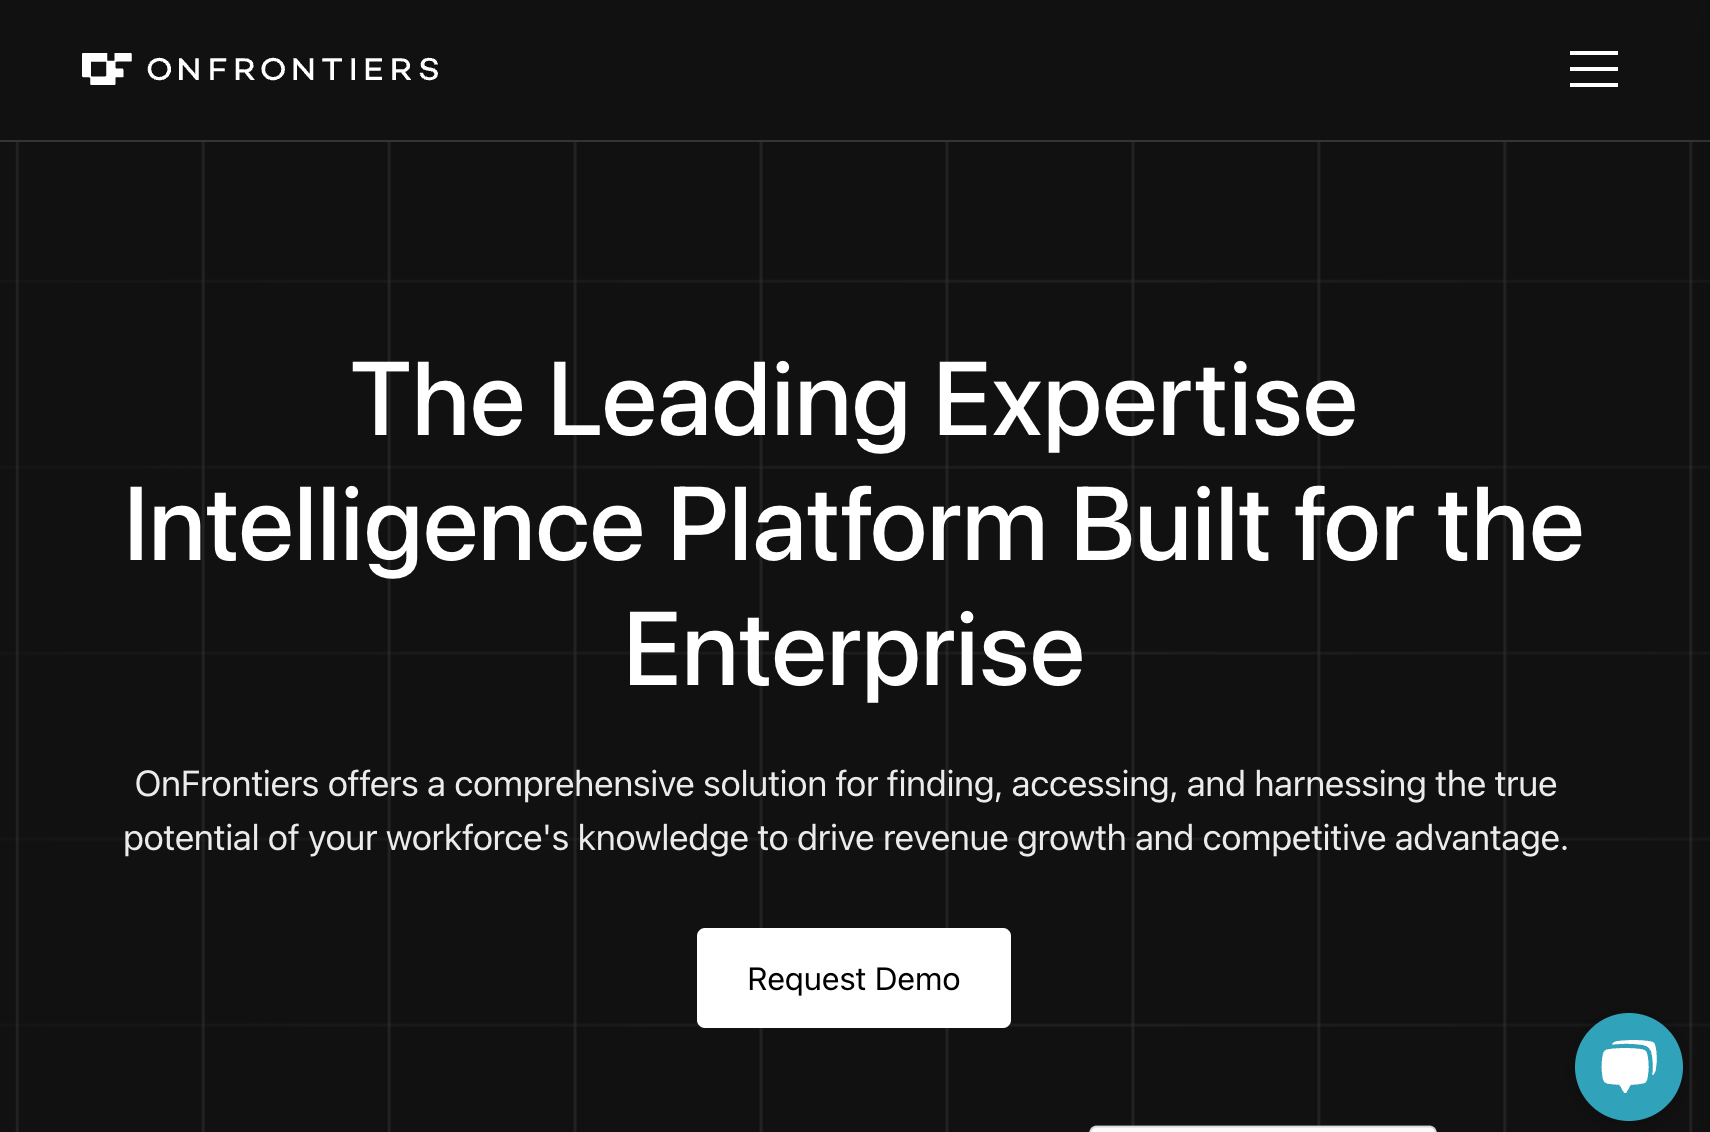 ONFRONTIERS
The Leading Expertise
Intelligence Platform Built for the
Enterprise
OnFrontiers offers a comprehensive solution for finding, accessing, and harnessing the true
potential of your workforce's knowledge to drive revenue growth and competitive advantage.
Request Demo